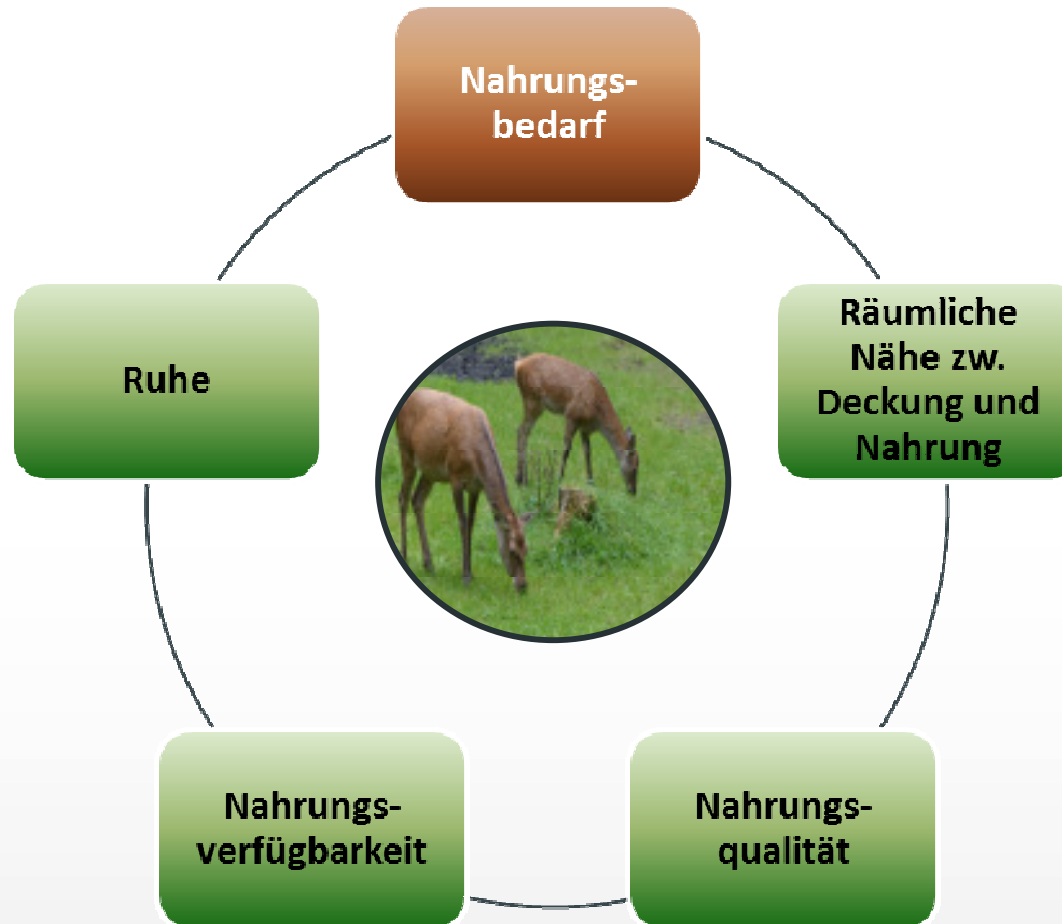 Nahrungs-
bedarf
Räumliche
Nähe zw.
Deckung und
Nahrung
Nahrungs-
qualität
Nahrungs-
verfügbarkeit
Ruhe